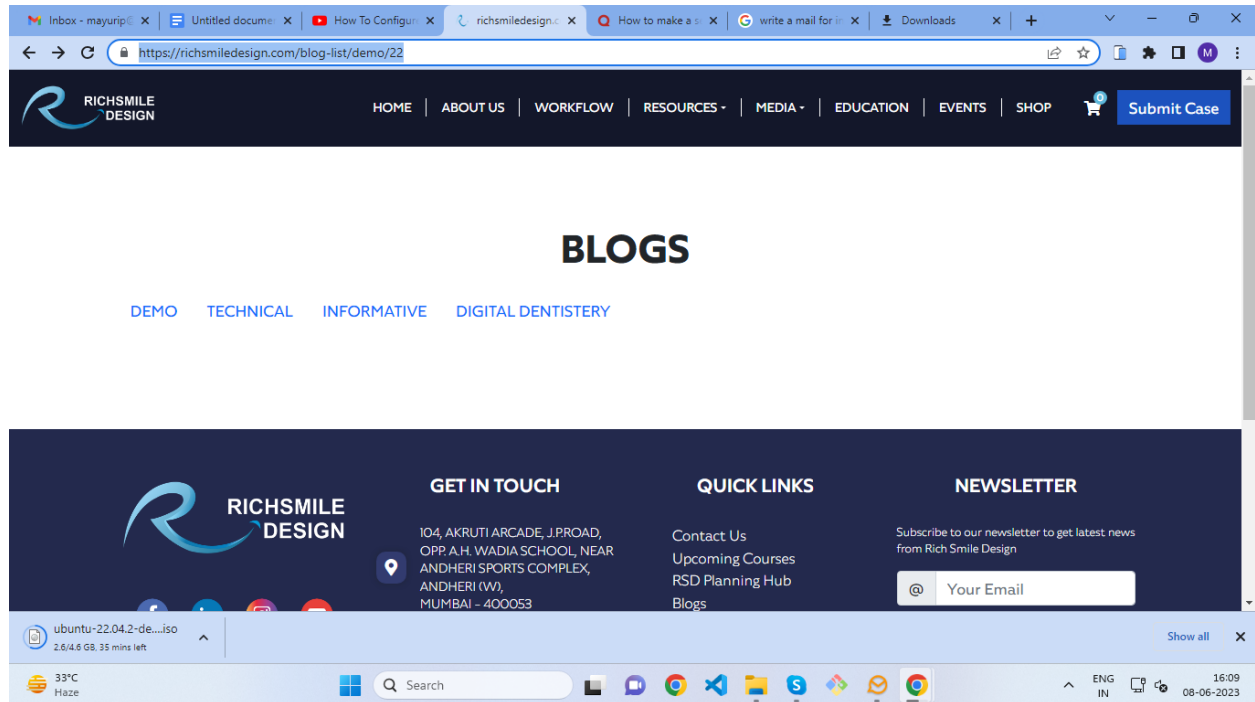 Inbox - mayurip@
Untitled documen
How To Configur
richsmiledesign.c
How to make a s
write a mail for in
Downloads
https://richsmiledesign.com/blog-list/demo/22
M
RICHSMILE
DESIGN
HOME
ABOUT US
WORKFLOW
RESOURCES
MEDIA
EDUCATION
EVENTS
SHOP
0
Submit Case
BLOGS
DEMO
TECHNICAL
INFORMATIVE
DIGITAL DENTISTERY
RICHSMILE
DESIGN
GET IN TOUCH
104, AKRUTI ARCADE, J.P.ROAD,
OPP. A.H. WADIA SCHOOL, NEAR
ANDHERI SPORTS COMPLEX,
ANDHERI (W),
MUMBAI – 400053
QUICK LINKS
Contact Us
Upcoming Courses
RSD Planning Hub
Blogs
NEWSLETTER
Subscribe to our newsletter to get latest news
from Rich Smile Design
@ Your Email
ubuntu-22.04.2-de....iso
2.6/4.6 GB, 35 mins left
Show all
33°C
Haze
Search
ENG
IN
16:09
08-06-2023